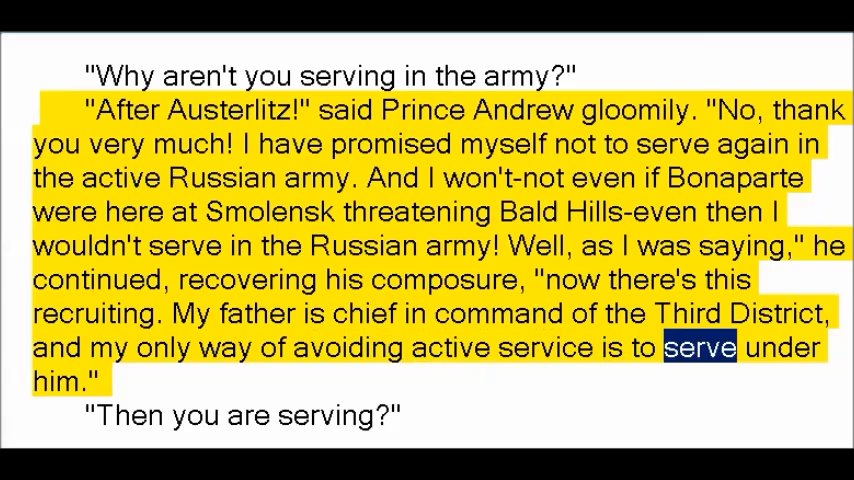 "Why aren't you serving in the army?"
"After Austerlitz!" said Prince Andrew gloomily. "No, thank
you very much! I have promised myself not to serve again in
the active Russian army. And I won't-not even if Bonaparte
were here at Smolensk threatening Bald Hills-even then I
wouldn't serve in the Russian army! Well, as I was saying," he
continued, recovering his composure, "now there's this
recruiting. My father is chief in command of the Third District,
and my only way of avoiding active service is to serve under
him."
"Then you are serving?"